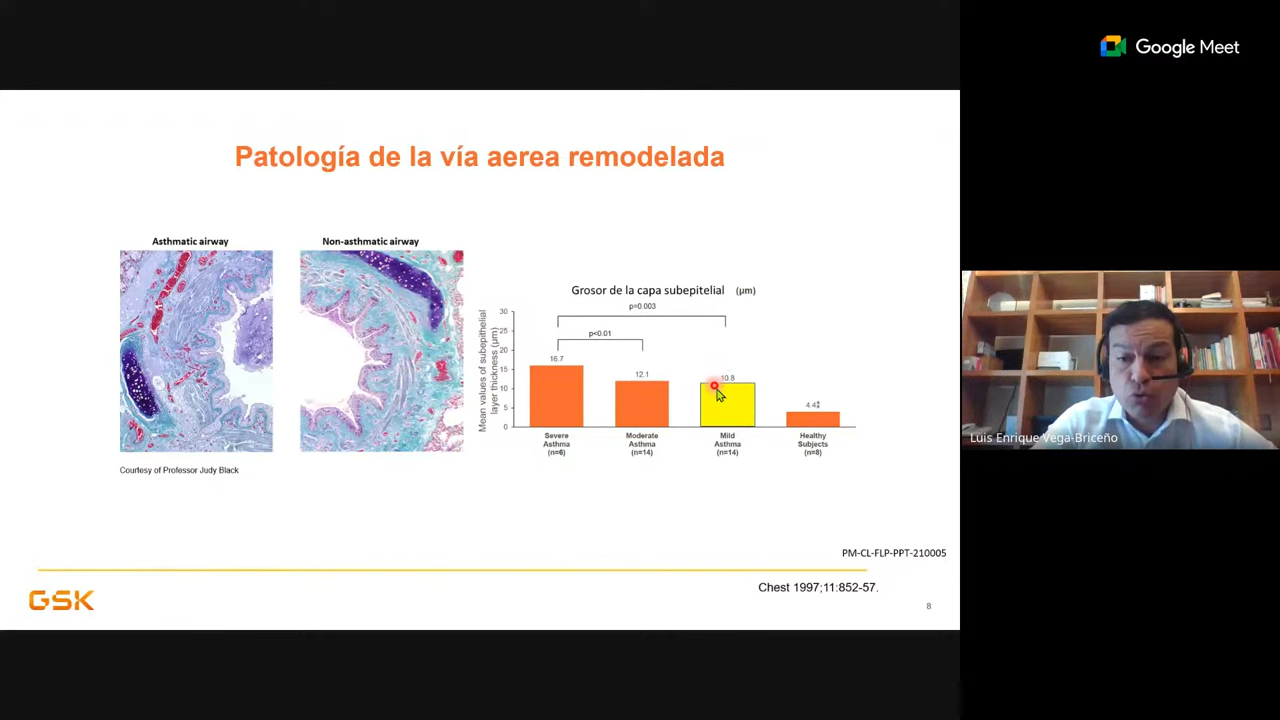 Google Meet
Patología de la vía aerea remodelada
Asthmatic airway
Non-asthmatic airway
Courtesy of Professor Judy Black
Grosor de la capa subepitelial (μm)
p=0.003
p<0.01
Mean values of subepithelial
layer thickness (μm)
30
25
20
15
10
5
0
16.7
12.1
10.8
4.4‡
Severe
Asthma
(n=6)
Moderate
Asthma
(n=14)
Mild
Asthma
(n=14)
Healthy
Subjects
(n=8)
Luis Enrique Vega-Briceño
PM-CL-FLP-PPT-210005
GSK
Chest 1997;11:852-57.
8